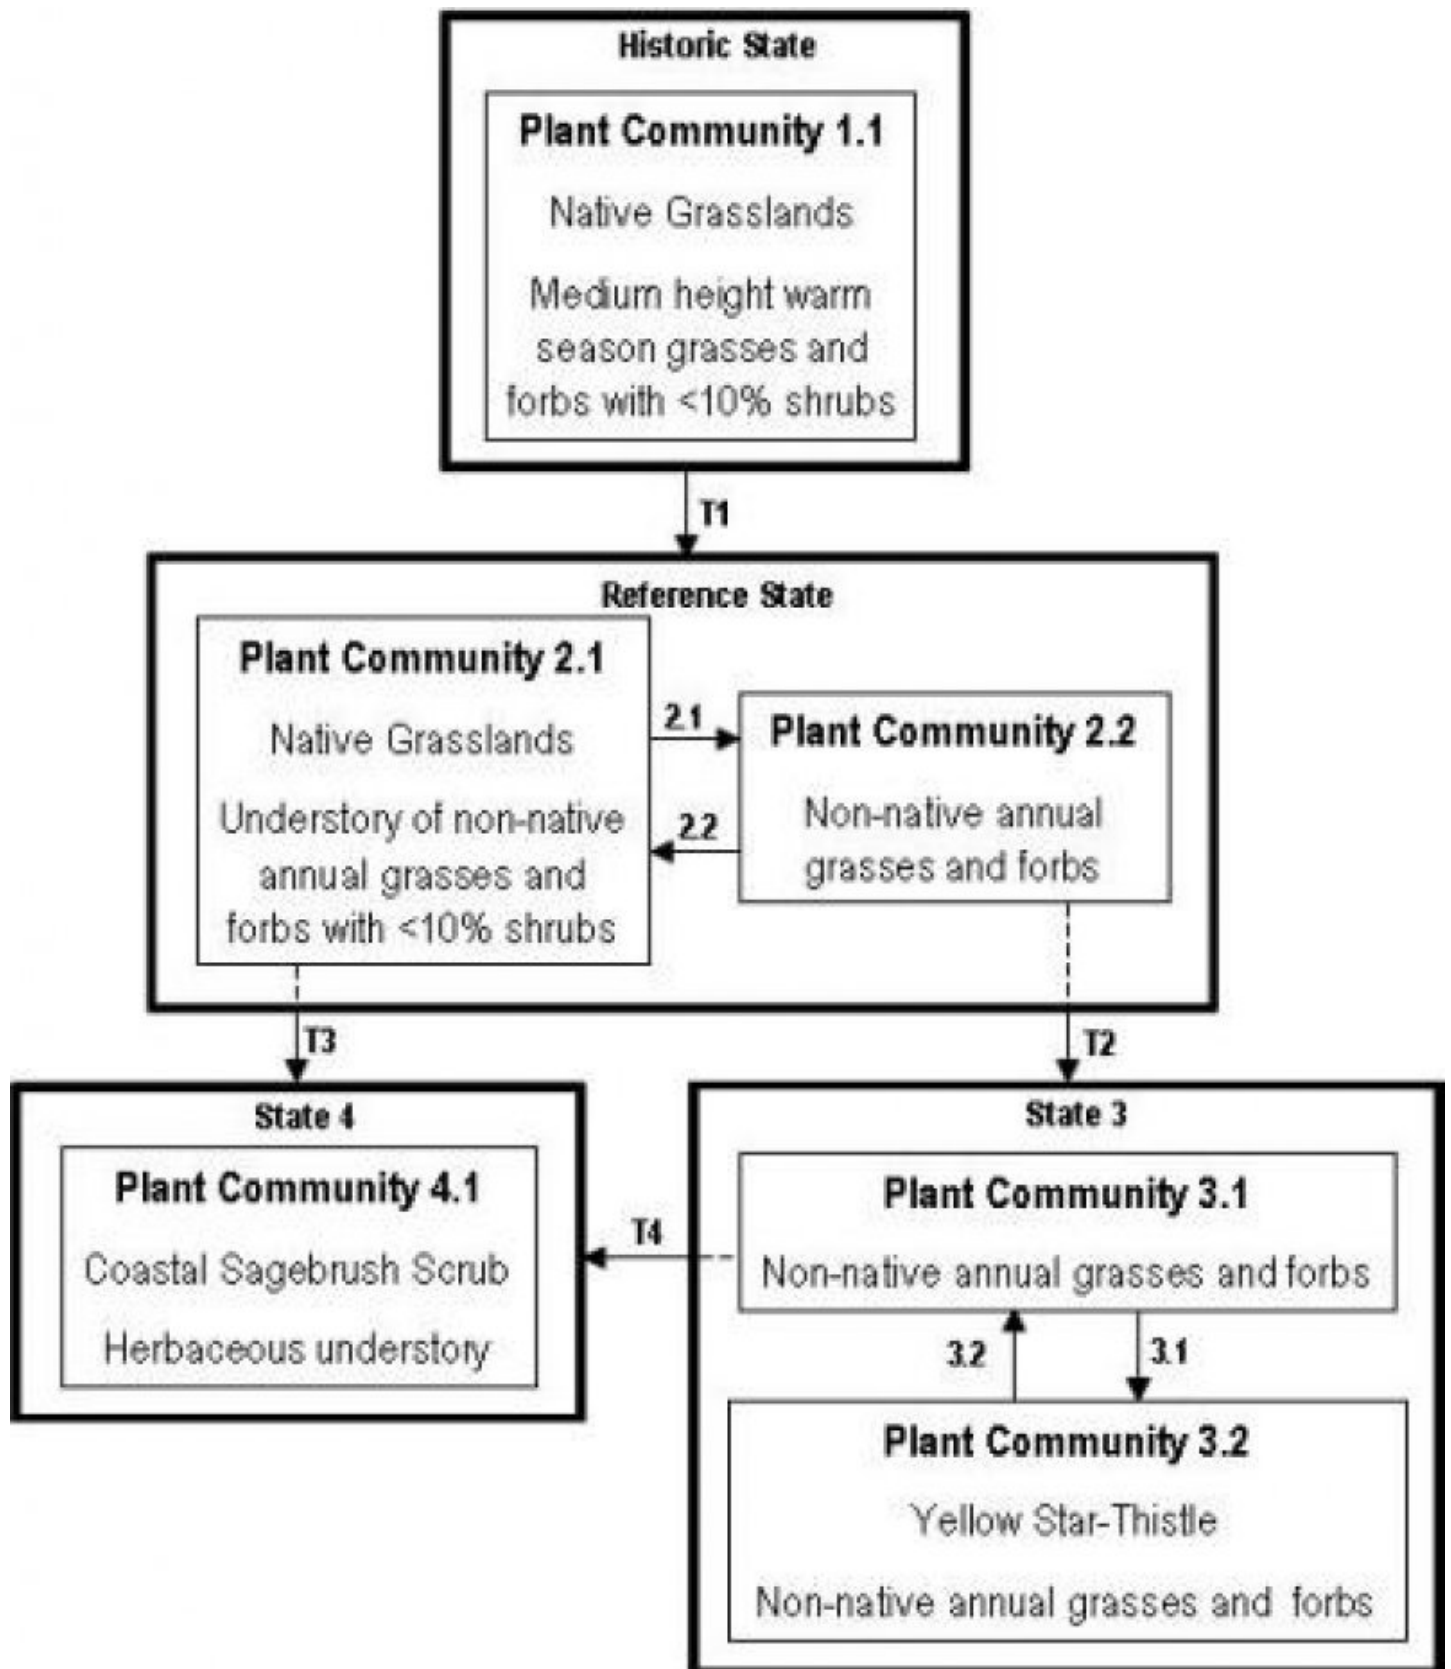 Historic State
Plant Community 1.1
Native Grasslands
Medium height warm
season grasses and
forbs with <10% shrubs
T1
Reference State
Plant Community 2.1
Native Grasslands
Understory of non-native
annual grasses and
forbs with <10% shrubs
2.1
2.2
Plant Community 2.2
Non-native annual
grasses and forbs
T3
T2
State 4
Plant Community 4.1
Coastal Sagebrush Scrub
Herbaceous understory
T4
State 3
Plant Community 3.1
Non-native annual grasses and forbs
3.2
3.1
Plant Community 3.2
Yellow Star-Thistle
Non-native annual grasses and forbs